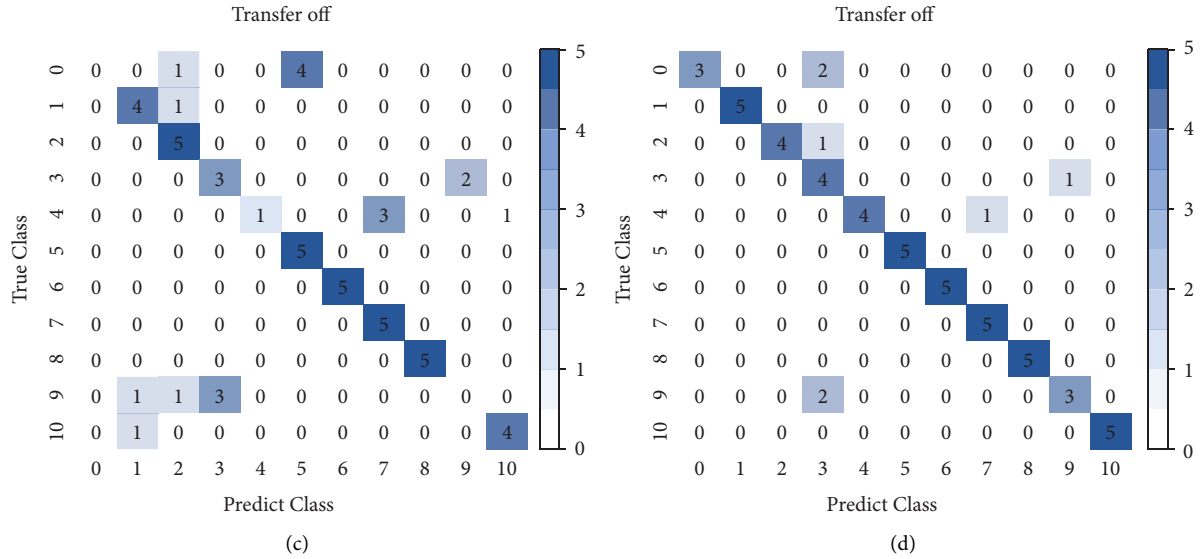 Transfer off
True Class
0 0 0 1 0 0 4 0 0 0 0 0
1 0 4 1 0 0 0 0 0 0 0 0
2 0 0 5 0 0 0 0 0 0 0 0
3 0 0 0 3 0 0 0 0 0 2 0
4 0 0 0 0 1 0 0 3 0 0 1
5 0 0 0 0 0 5 0 0 0 0 0
6 0 0 0 0 0 0 5 0 0 0 0
7 0 0 0 0 0 0 0 5 0 0 0
8 0 0 0 0 0 0 0 0 5 0 0
9 0 1 1 3 0 0 0 0 0 0 0
10 0 1 0 0 0 0 0 0 0 0 4
0 1 2 3 4 5 6 7 8 9 10
Predict Class
5
4
3
2
1
0
(c)
Transfer off
True Class
0 3 0 0 2 0 0 0 0 0 0 0
1 0 5 0 0 0 0 0 0 0 0 0
2 0 0 4 1 0 0 0 0 0 0 0
3 0 0 0 4 0 0 0 0 0 1 0
4 0 0 0 0 4 0 0 1 0 0 0
5 0 0 0 0 0 5 0 0 0 0 0
6 0 0 0 0 0 0 5 0 0 0 0
7 0 0 0 0 0 0 0 5 0 0 0
8 0 0 0 0 0 0 0 0 5 0 0
9 0 0 0 2 0 0 0 0 0 3 0
10 0 0 0 0 0 0 0 0 0 0 5
0 1 2 3 4 5 6 7 8 9 10
Predict Class
5
4
3
2
1
0
(d)